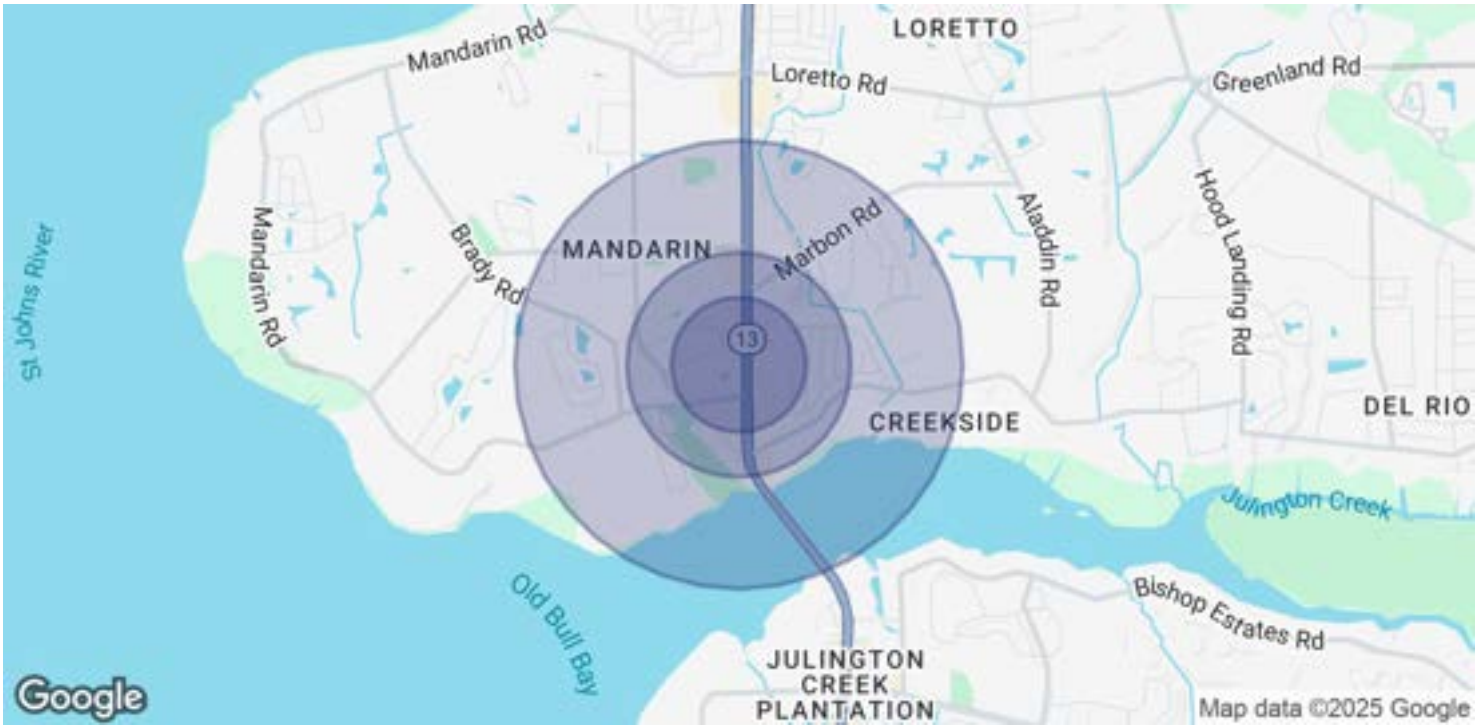 LORETTO
Mandarin Rd
Loretto Rd
Greenland Rd
Mandarin Rd
Brady Rd
MANDARIN
Marbon Rd
Aladdin Rd
Hood Landing Rd
St Johns River
13
CREEKSIDE
DEL RIO
Julington Creek
Old Bull Bay
Bishop Estates Rd
JULINGTON
CREEK
PLANTATION
Google
Map data ©2025 Google